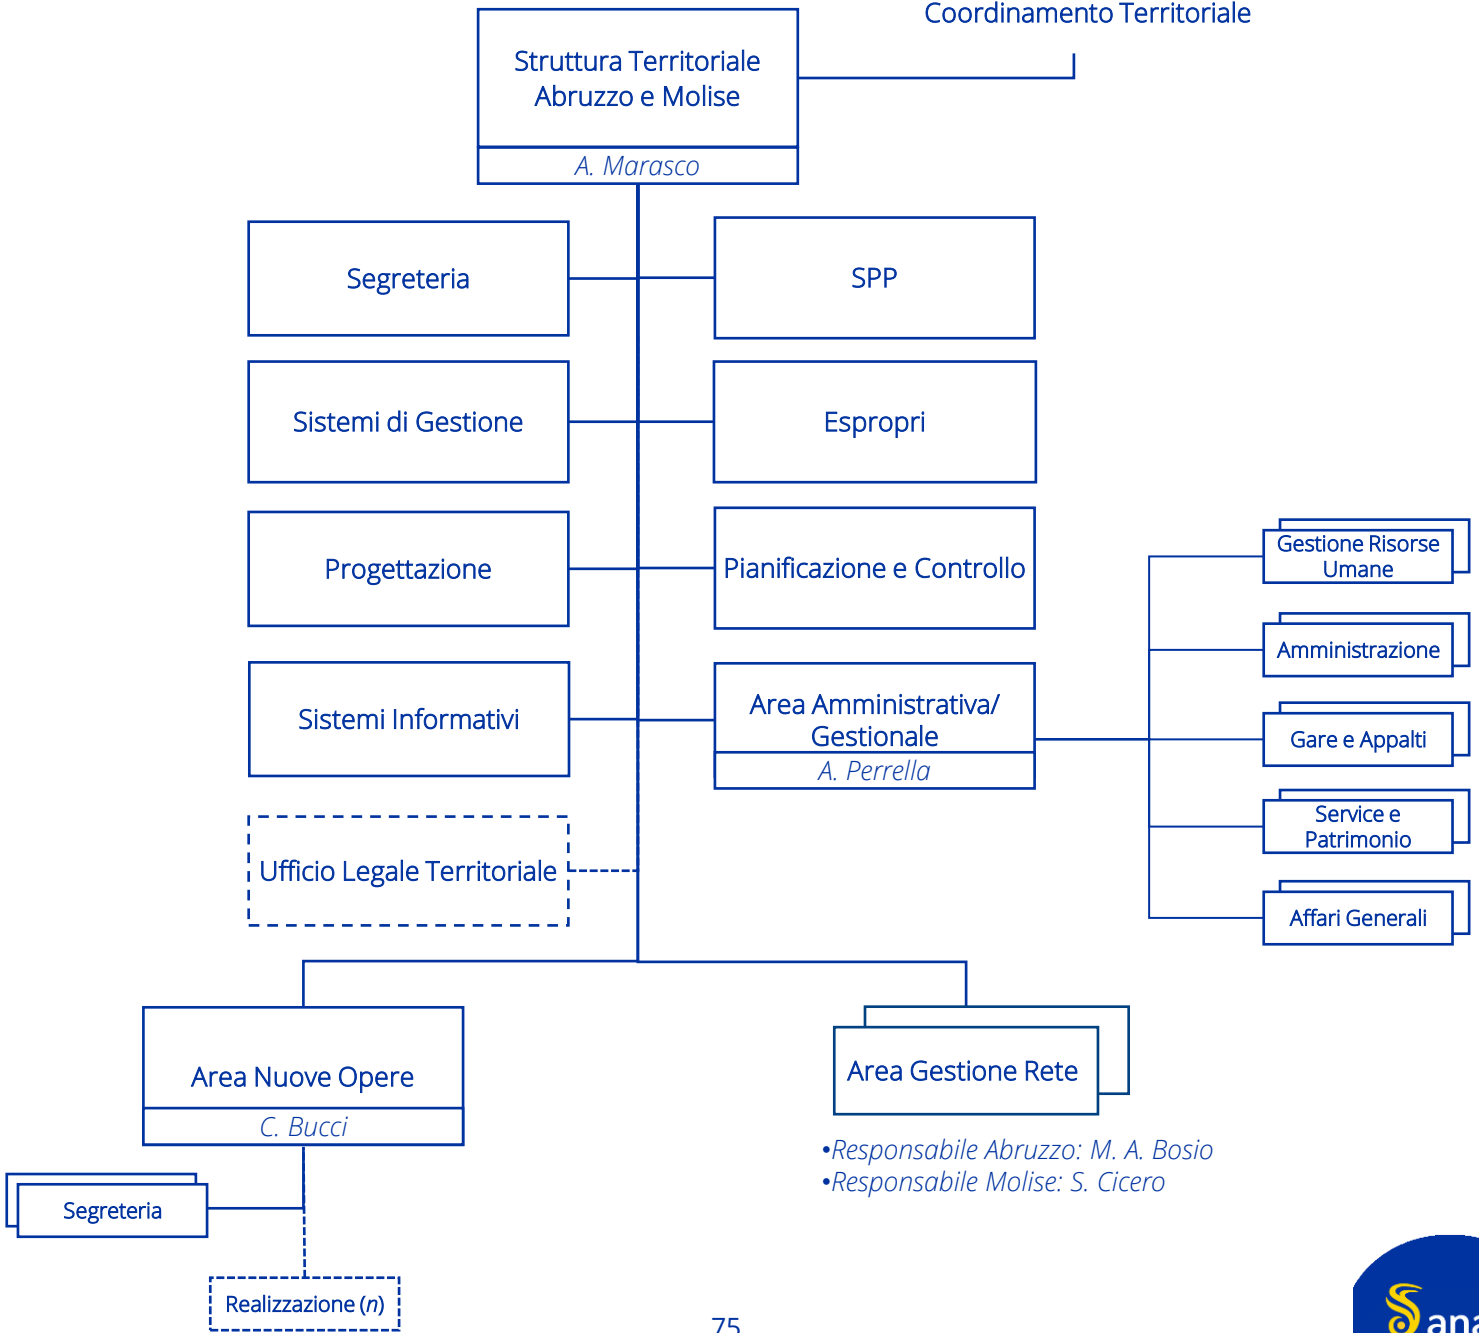 Coordinamento Territoriale
Struttura Territoriale
Abruzzo e Molise
A. Marasco
Segreteria
SPP
Sistemi di Gestione
Espropri
Progettazione
Pianificazione e Controllo
Gestione Risorse
Umane
Amministrazione
Sistemi Informativi
Area Amministrativa/
Gestionale
A. Perrella
Gare e Appalti
Service e
Patrimonio
Ufficio Legale Territoriale
Affari Generali
Area Nuove Opere
C. Bucci
Area Gestione Rete
•Responsabile Abruzzo: M. A. Bosio
•Responsabile Molise: S. Cicero
Segreteria
Realizzazione (n)
75